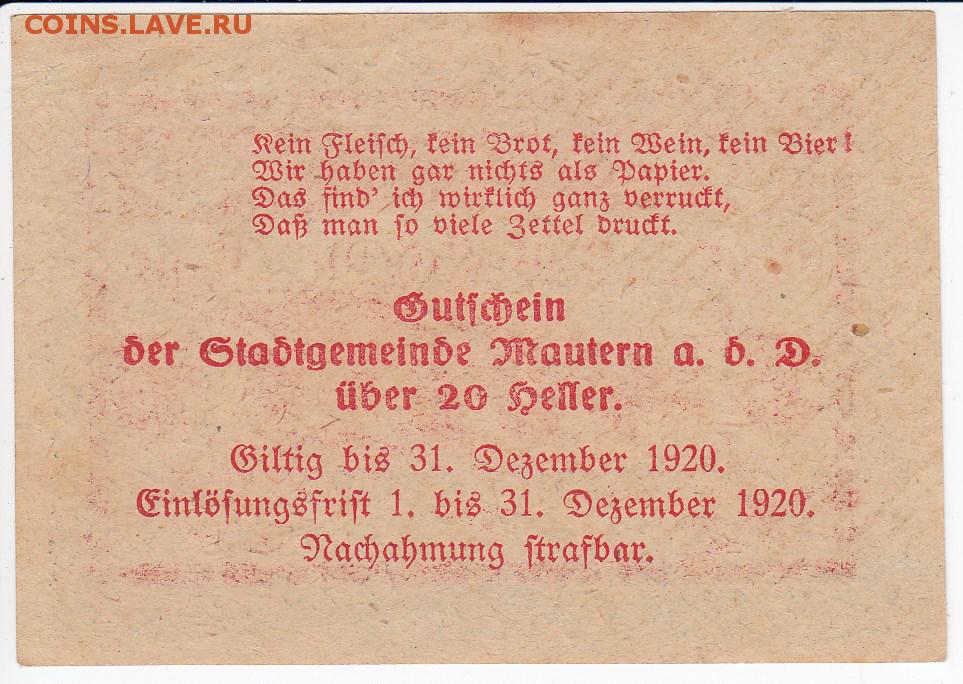 COINS.LAVE.RU
Kein Fleisch, kein Brot, kein Wein, kein Bier!
Wir haben gar nichts als Papier.
Das find' ich wirklich ganz verruckt,
Daß man so viele Zettel druckt.
Gutschein
der Stadtgemeinde Mautern a. d. D.
über 20 Heller.
Giltig bis 31. Dezember 1920.
Einlösungsfrist 1. bis 31. Dezember 1920.
Nachahmung strafbar.